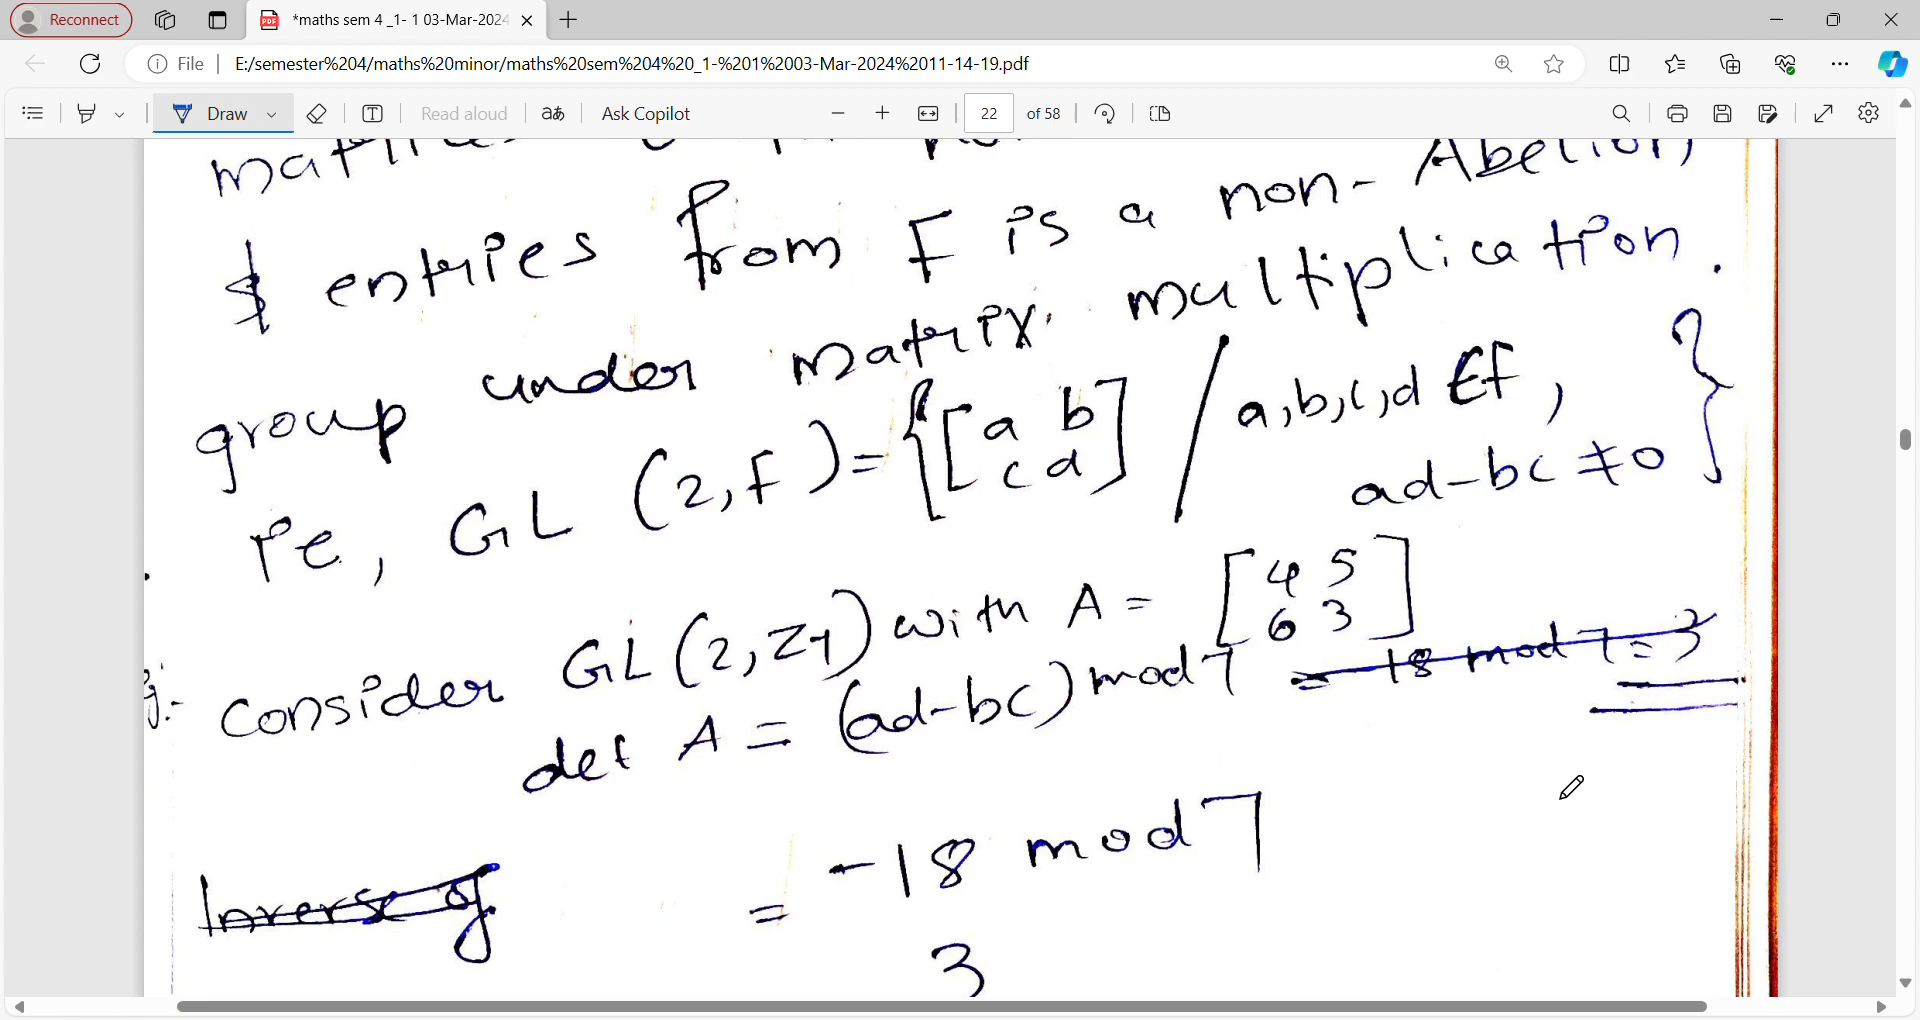 Reconnect
*maths sem 4 _1- 1 03-Mar-2024
File
E:/semester%204/maths%20minor/maths%20sem%204%20_1-%201%2003-Mar-2024%2011-14-19.pdf
Draw
Read aloud
aあ
Ask Copilot
22 of 58
& entries from F is a non-Abelian
group under matrix multiplication.
ie, GL (2, F) = {[a b / a,b,c,d ∈ F,
c d] ad-bc ≠ 0}
Eg:- Consider GL(2, Z7) with A = [4 5
6 3]
det A = (ad-bc) mod 7 = 18 mod 7 = 3
= -18 mod 7
Inverse of
3